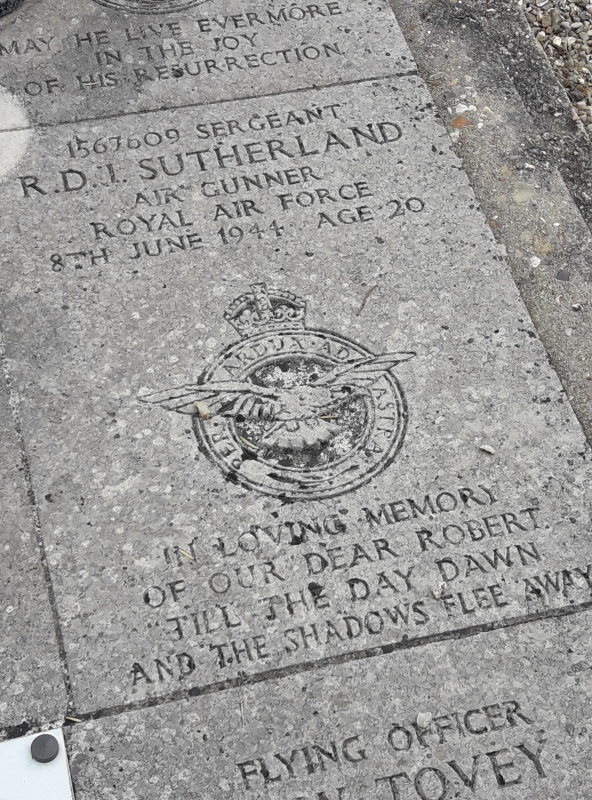 MAY HE LIVE EVERMORE
IN THE JOY
OF HIS RESURRECTION.
1567609 SERGEANT
R.D.I. SUTHERLAND
AIR GUNNER
ROYAL AIR FORCE
8TH JUNE 1944 AGE 20
PER ARDUA AD ASTRA
IN LOVING MEMORY
OF OUR DEAR ROBERT.
TILL THE DAY DAWN
AND THE SHADOWS FLEE AWAY
FLYING OFFICER
TOVEY